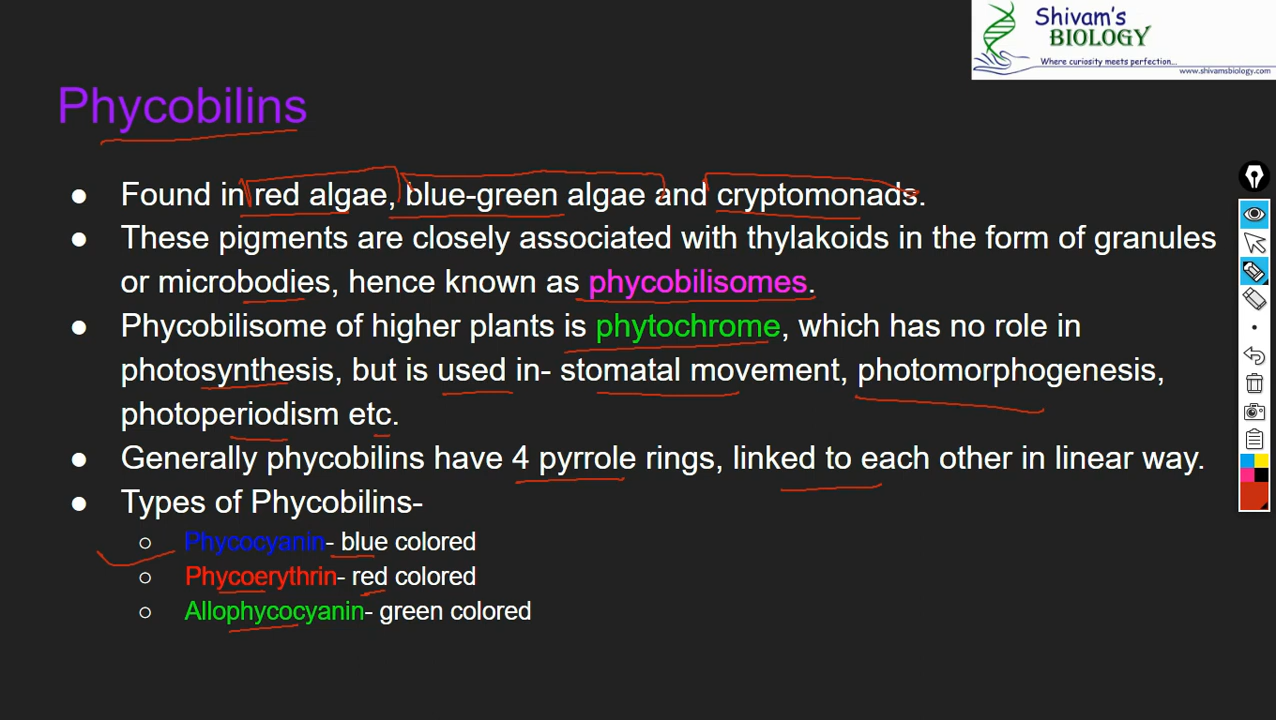 Shivam's
BIOLOGY
Where curiosity meets perfection...
www.shivamsbiology.com
Phycobilins
● Found in red algae, blue-green algae and cryptomonads.
● These pigments are closely associated with thylakoids in the form of granules
or microbodies, hence known as phycobilisomes.
● Phycobilisome of higher plants is phytochrome, which has no role in
photosynthesis, but is used in- stomatal movement, photomorphogenesis,
photoperiodism etc.
● Generally phycobilins have 4 pyrrole rings, linked to each other in linear way.
● Types of Phycobilins-
○ Phycocyanin- blue colored
○ Phycoerythrin- red colored
○ Allophycocyanin- green colored